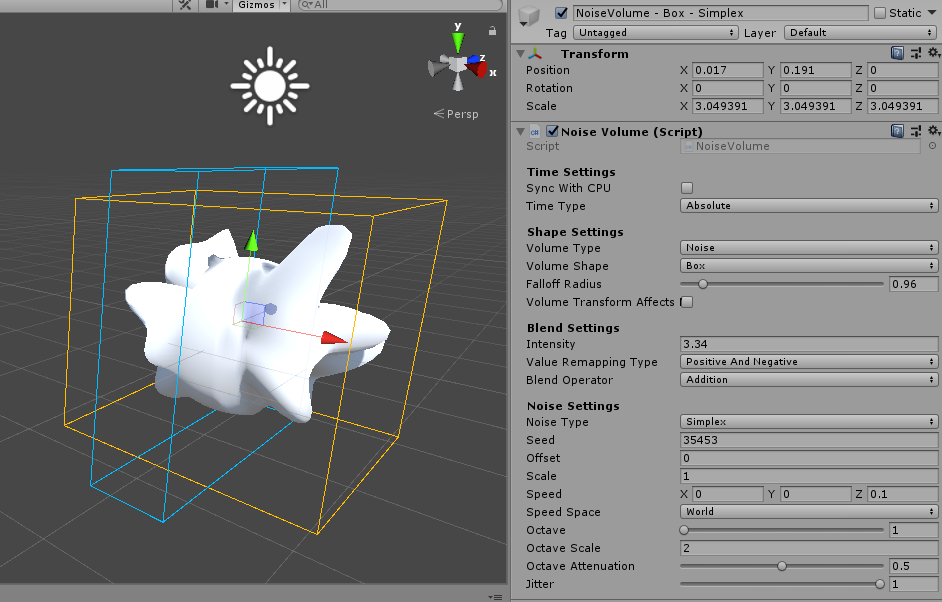 Gizmos
All
y
z
x
Persp
NoiseVolume - Box - Simplex
Static
Tag Untagged Layer Default
Transform
Position X 0.017 Y 0.191 Z 0
Rotation X 0 Y 0 Z 0
Scale X 3.049391 Y 3.049391 Z 3.049391
Noise Volume (Script)
Script NoiseVolume
Time Settings
Sync With CPU
Time Type Absolute
Shape Settings
Volume Type Noise
Volume Shape Box
Falloff Radius 0.96
Volume Transform Affects
Blend Settings
Intensity 3.34
Value Remapping Type Positive And Negative
Blend Operator Addition
Noise Settings
Noise Type Simplex
Seed 35453
Offset 0
Scale 1
Speed X 0 Y 0 Z 0.1
Speed Space World
Octave 1
Octave Scale 2
Octave Attenuation 0.5
Jitter 1